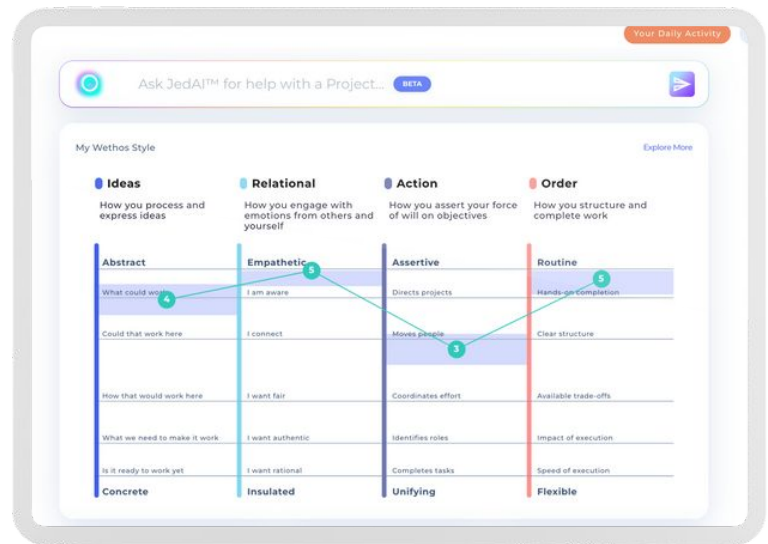 Your Daily Activity
Ask JedAI™ for help with a Project... BETA
My Wethos Style
Explore More
Ideas
How you process and
express ideas
Relational
How you engage with
emotions from others and
yourself
Action
How you assert your force
of will on objectives
Order
How you structure and
complete work
Abstract
Empathetic
Assertive
Routine
5
5
What could work
I am aware
Directs projects
Hands-on completion
4
Could that work here
I connect
Moves people
Clear structure
3
How that would work here
I want fair
Coordinates effort
Available trade-offs
What we need to make it work
I want authentic
Identifies roles
Impact of execution
Is it ready to work yet
I want rational
Completes tasks
Speed of execution
Concrete
Insulated
Unifying
Flexible